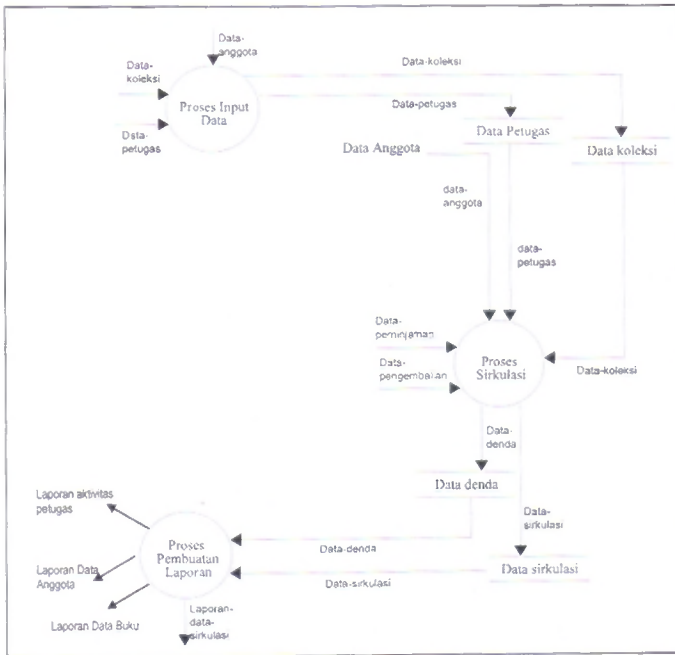 Data-
anggota
Data-koleksi
Data-
koleksi
Proses Input
Data
Data-petugas
Data-
petugas
Data Petugas
Data Anggota
Data koleksi
data-
anggota
data-
petugas
Data-
peminjaman
Data-
pengembalian
Proses
Sirkulasi
Data-koleksi
Data-
denda
Data denda
Data-
sirkulasi
Laporan aktivitas
petugas
Proses
Pembuatan
Laporan
Data-denda
Laporan Data
Anggota
Data-sirkulasi
Data sirkulasi
Laporan Data Buku
Laporan-
data-
sirkulasi